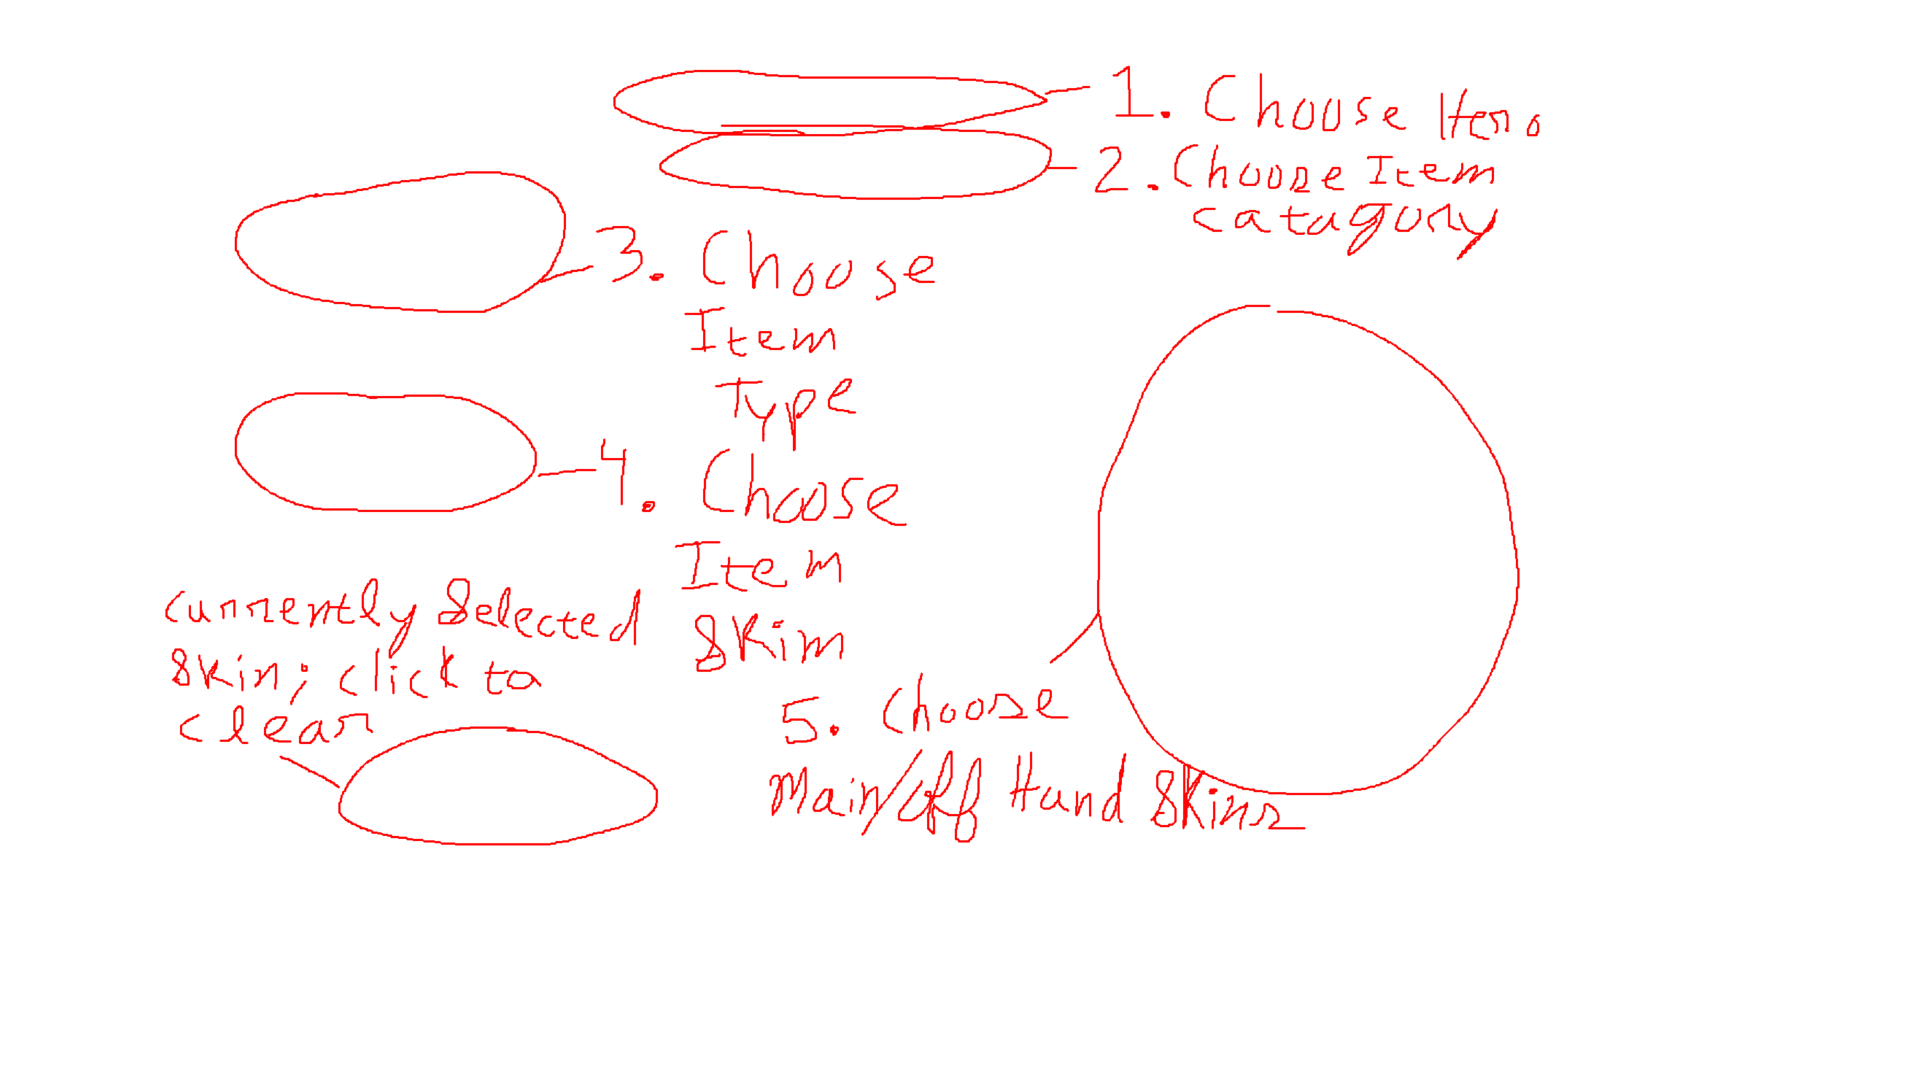 1. Choose Hero
2. Choose Item
catagory
3. Choose
Item
Type
4. Choose
Item
Skin
Currently Selected
Skin; click to
clear
5. Choose
Main/Off Hand Skins